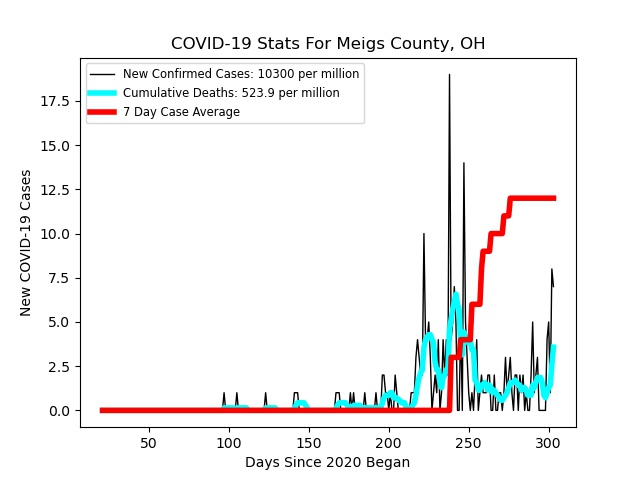 COVID-19 Stats For Meigs County, OH
New Confirmed Cases: 10300 per million
Cumulative Deaths: 523.9 per million
7 Day Case Average
17.5
15.0
12.5
10.0
7.5
5.0
2.5
0.0
New COVID-19 Cases
50 100 150 200 250 300
Days Since 2020 Began